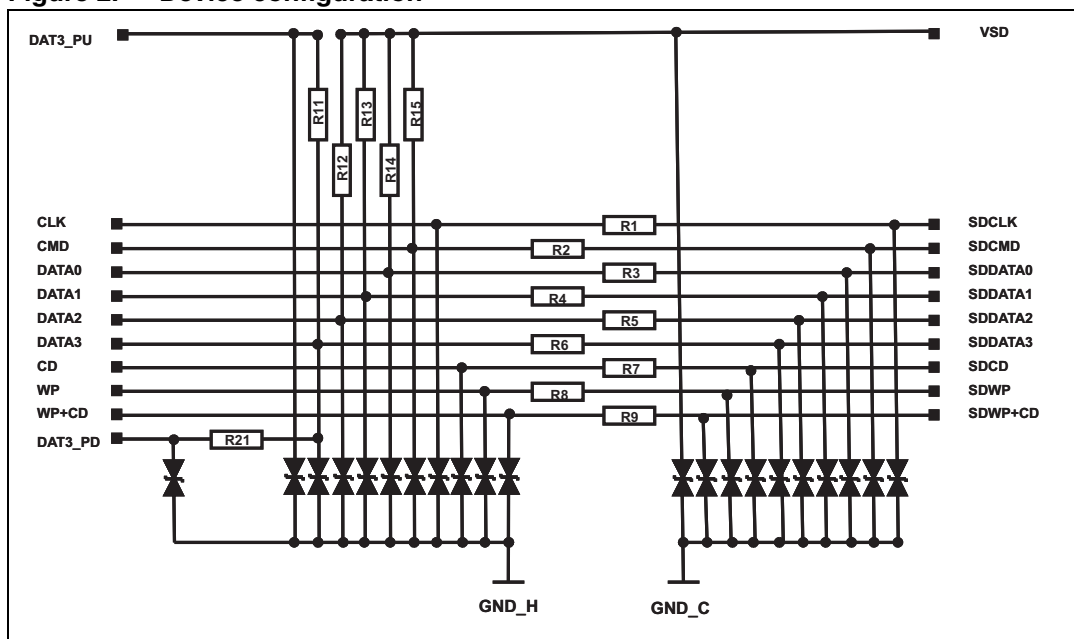 Figure 2. Device configuration
DAT3_PU
VSD
R11
R13
R15
R12
R14
CLK
R1
SDCLK
CMD
R2
SDCMD
DATA0
R3
SDDATA0
DATA1
R4
SDDATA1
DATA2
R5
SDDATA2
DATA3
R6
SDDATA3
CD
R7
SDCD
WP
R8
SDWP
WP+CD
R9
SDWP+CD
DAT3_PD
R21
GND_H
GND_C